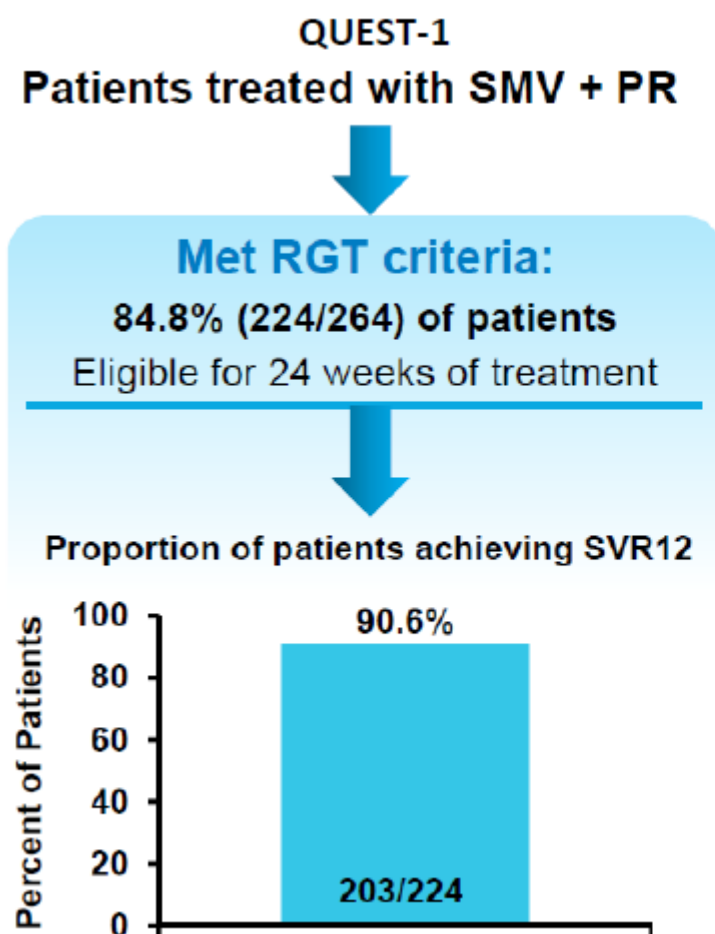 QUEST-1
Patients treated with SMV + PR
Met RGT criteria:
84.8% (224/264) of patients
Eligible for 24 weeks of treatment
Proportion of patients achieving SVR12
Percent of Patients
100
80
60
40
20
0
90.6%
203/224